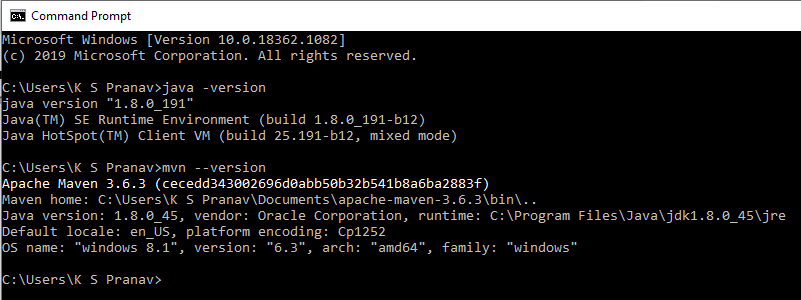 Command Prompt
Microsoft Windows [Version 10.0.18362.1082]
(c) 2019 Microsoft Corporation. All rights reserved.
C:\Users\K S Pranav>java -version
java version "1.8.0_191"
Java(TM) SE Runtime Environment (build 1.8.0_191-b12)
Java HotSpot(TM) Client VM (build 25.191-b12, mixed mode)
C:\Users\K S Pranav>mvn --version
Apache Maven 3.6.3 (cecedd343002696d0abb50b32b541b8a6ba2883f)
Maven home: C:\Users\K S Pranav\Documents\apache-maven-3.6.3\bin\..
Java version: 1.8.0_45, vendor: Oracle Corporation, runtime: C:\Program Files\Java\jdk1.8.0_45\jre
Default locale: en_US, platform encoding: Cp1252
OS name: "windows 8.1", version: "6.3", arch: "amd64", family: "windows"
C:\Users\K S Pranav>